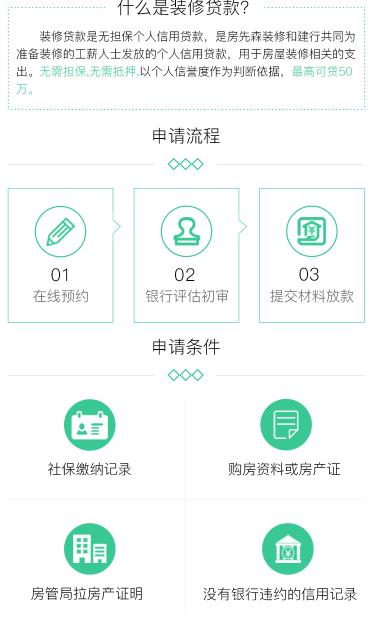 什么是装修贷款?
装修贷款是无担保个人信用贷款，是房先森装修和建行共同为
准备装修的工薪人士发放的个人信用贷款，用于房屋装修相关的支
出。无需担保,无需抵押,以个人信誉度作为判断依据，最高可贷50
万。
申请流程
01
在线预约
02
银行评估初审
03
提交材料放款
申请条件
社保缴纳记录
购房资料或房产证
房管局拉房产证明
没有银行违约的信用记录